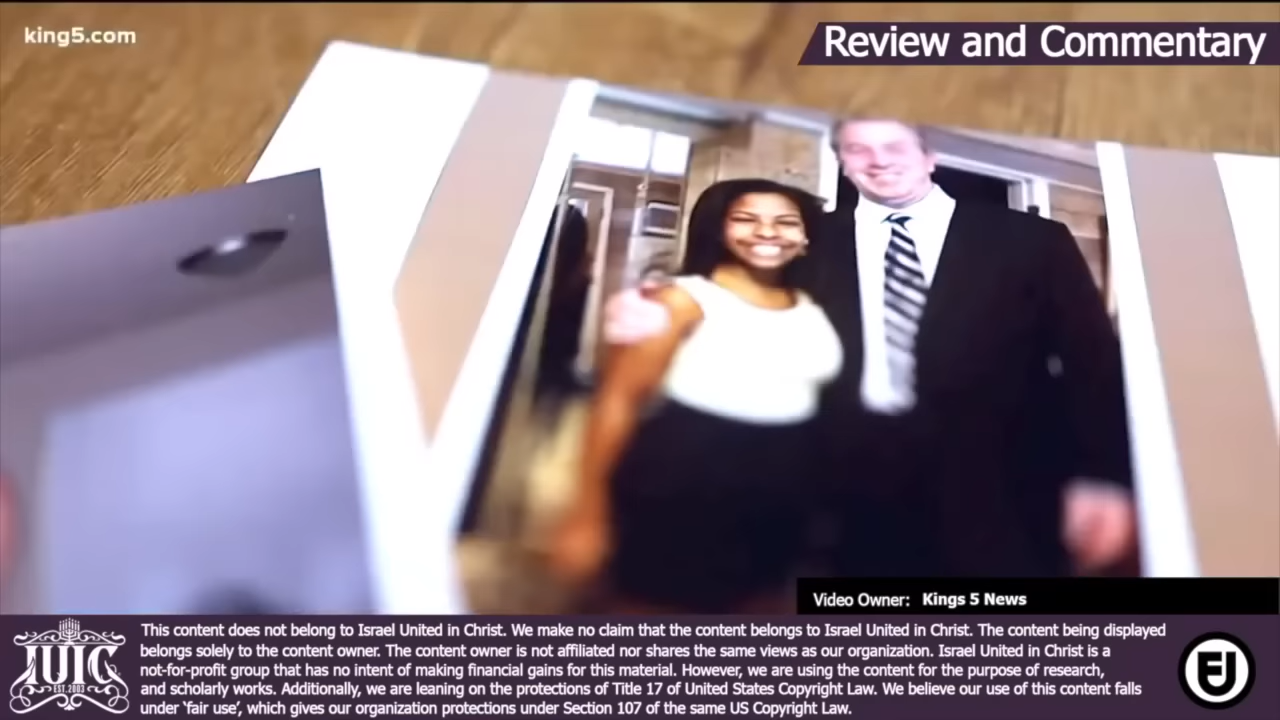 king5.com
Review and Commentary
Video Owner: Kings 5 News
This content does not belong to Israel United in Christ. We make no claim that the content belongs to Israel United in Christ. The content being displayed
belongs solely to the content owner. The content owner is not affiliated nor shares the same views as our organization. Israel United in Christ is a
not-for-profit group that has no intent of making financial gains for this material. However, we are using the content for the purpose of research,
and scholarly works. Additionally, we are leaning on the protections of Title 17 of United States Copyright Law. We believe our use of this content falls
under ‘fair use’, which gives our organization protections under Section 107 of the same US Copyright Law.
IUIC
EST.2003